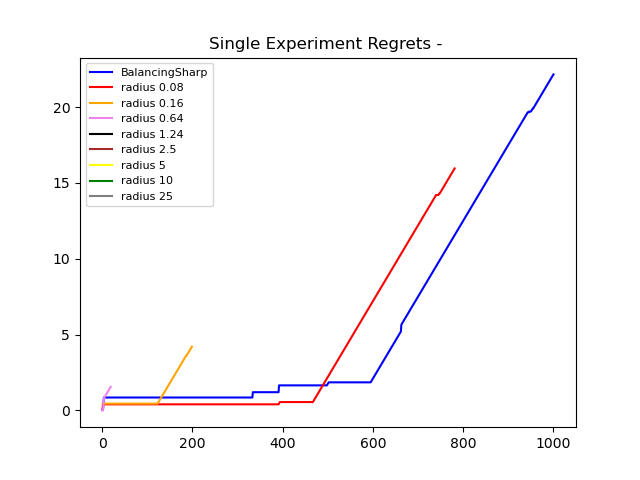 Single Experiment Regrets -
BalancingSharp
radius 0.08
radius 0.16
radius 0.64
radius 1.24
radius 2.5
radius 5
radius 10
radius 25
20
15
10
5
0
0 200 400 600 800 1000